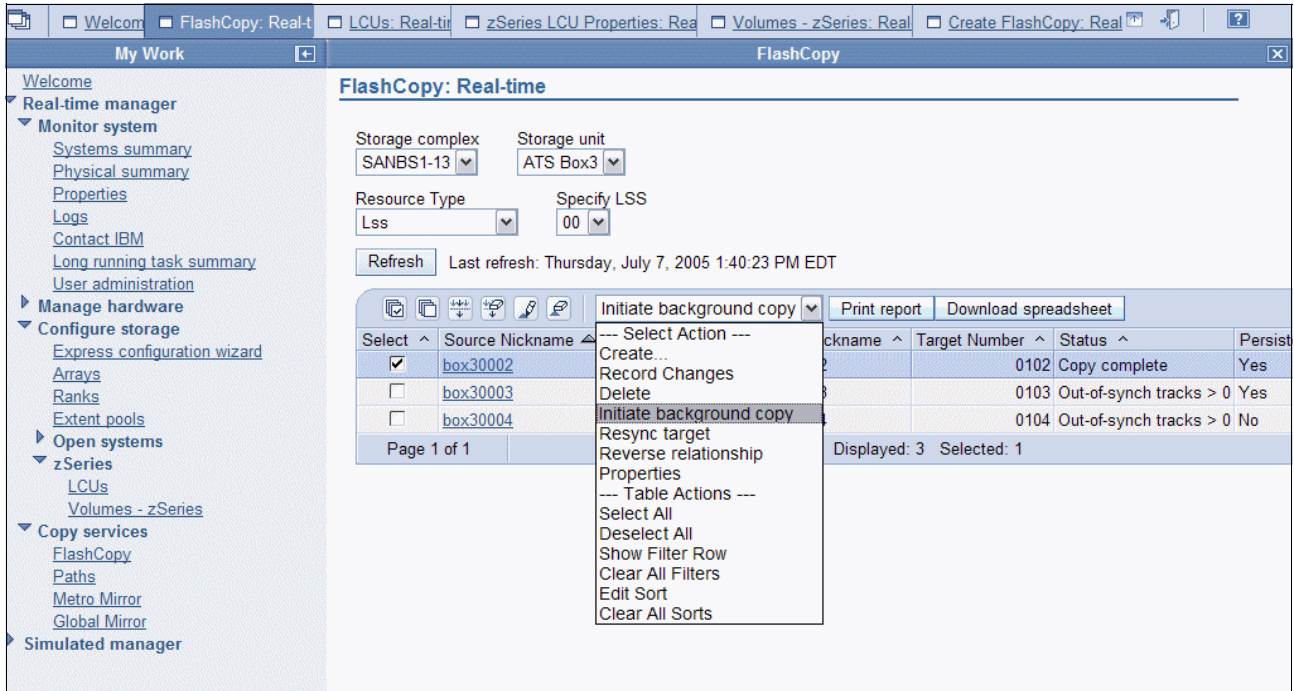 Welcom
FlashCopy: Real-t
LCUs: Real-tir
zSeries LCU Properties: Rea
Volumes - zSeries: Real
Create FlashCopy: Real
?
My Work
FlashCopy
Welcome
Real-time manager
Monitor system
Systems summary
Physical summary
Properties
Logs
Contact IBM
Long running task summary
User administration
Manage hardware
Configure storage
Express configuration wizard
Arrays
Ranks
Extent pools
Open systems
zSeries
LCUs
Volumes - zSeries
Copy services
FlashCopy
Paths
Metro Mirror
Global Mirror
Simulated manager
FlashCopy: Real-time
Storage complex Storage unit
SANBS1-13 ATS Box3
Resource Type Specify LSS
Lss 00
Refresh Last refresh: Thursday, July 7, 2005 1:40:23 PM EDT
Initiate background copy Print report Download spreadsheet
Select Source Nickname ckname Target Number Status Persist
box30002 2 0102 Copy complete Yes
box30003 3 0103 Out-of-synch tracks > 0 Yes
box30004 4 0104 Out-of-synch tracks > 0 No
Page 1 of 1 Displayed: 3 Selected: 1
--- Select Action ---
Create...
Record Changes
Delete
Initiate background copy
Resync target
Reverse relationship
Properties
--- Table Actions ---
Select All
Deselect All
Show Filter Row
Clear All Filters
Edit Sort
Clear All Sorts